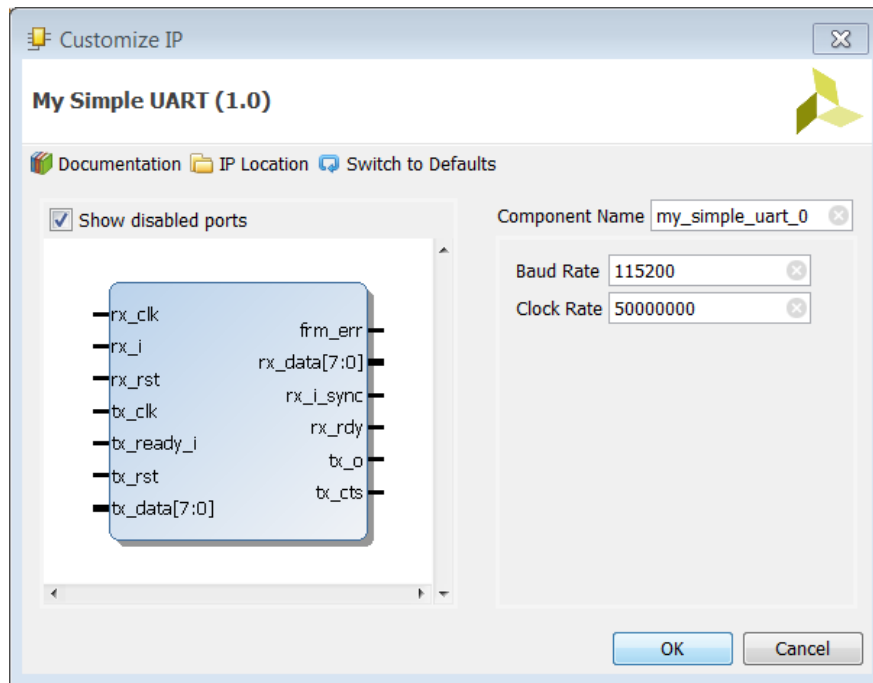 Customize IP
My Simple UART (1.0)
Documentation IP Location Switch to Defaults
Show disabled ports
rx_clk
rx_i
rx_rst
tx_clk
tx_ready_i
tx_rst
tx_data[7:0]
frm_err
rx_data[7:0]
rx_i_sync
rx_rdy
tx_o
tx_cts
Component Name my_simple_uart_0
Baud Rate 115200
Clock Rate 50000000
OK Cancel